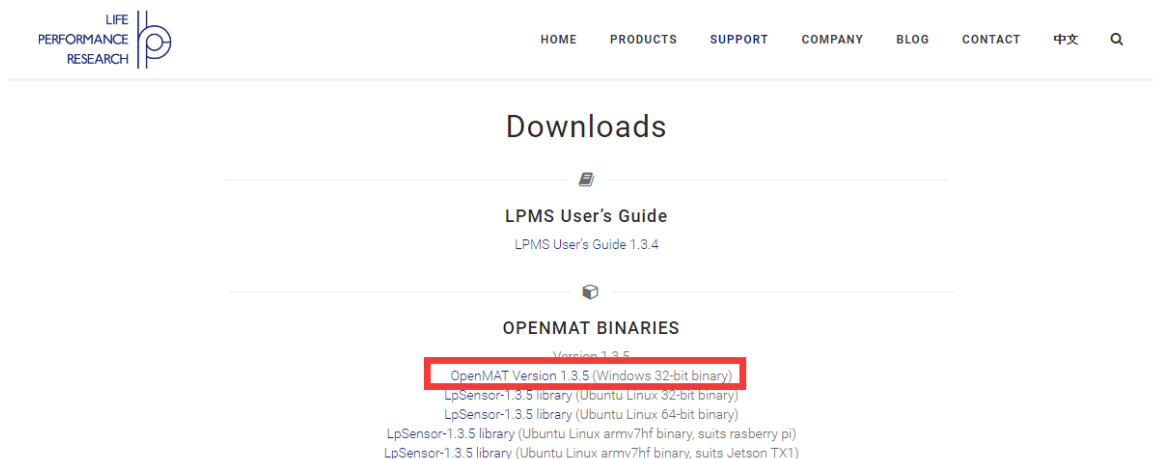 LIFE
PERFORMANCE
RESEARCH
HOME PRODUCTS SUPPORT COMPANY BLOG CONTACT 中文
Downloads
LPMS User's Guide
LPMS User's Guide 1.3.4
OPENMAT BINARIES
Version 1.3.5
OpenMAT Version 1.3.5 (Windows 32-bit binary)
LpSensor-1.3.5 library (Ubuntu Linux 32-bit binary)
LpSensor-1.3.5 library (Ubuntu Linux 64-bit binary)
LpSensor-1.3.5 library (Ubuntu Linux armv7hf binary, suits rasberry pi)
LpSensor-1.3.5 library (Ubuntu Linux armv7hf binary, suits Jetson TX1)